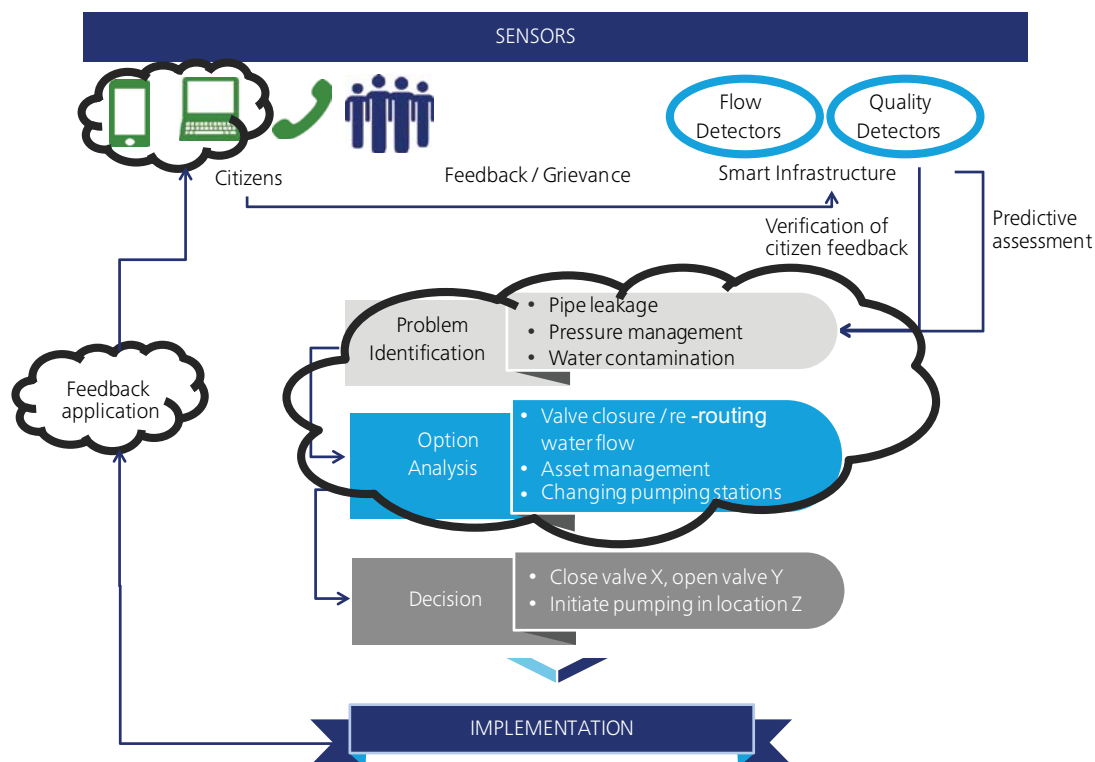 SENSORS
Flow
Detectors
Quality
Detectors
Citizens
Feedback / Grievance
Smart Infrastructure
Verification of
citizen feedback
Predictive
assessment
Problem
Identification
• Pipe leakage
• Pressure management
• Water contamination
Feedback
application
Option
Analysis
• Valve closure / re -routing
water flow
• Asset management
• Changing pumping stations
Decision
• Close valve X, open valve Y
• Initiate pumping in location Z
IMPLEMENTATION